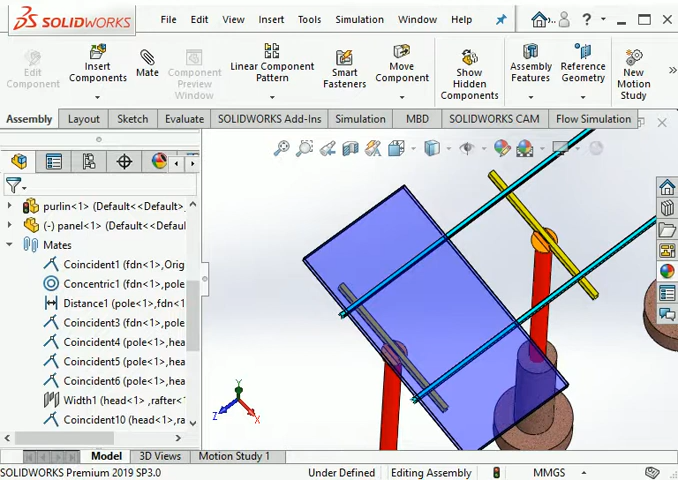 SOLIDWORKS File Edit View Insert Tools Simulation Window Help ?
Edit Component
Insert Components
Mate
Component Preview Window
Linear Component Pattern
Smart Fasteners
Move Component
Show Hidden Components
Assembly Features
Reference Geometry
New Motion Study
Assembly Layout Sketch Evaluate SOLIDWORKS Add-Ins Simulation MBD SOLIDWORKS CAM Flow Simulation
purlin<1> (Default<<Default>
(-) panel<1> (Default<<Defaul
Mates
Coincident1 (fdn<1>,Orig
Concentric1 (fdn<1>,pole
Distance1 (pole<1>,fdn<1
Coincident3 (fdn<1>,pole
Coincident4 (pole<1>,hea
Coincident5 (pole<1>,hea
Coincident6 (pole<1>,hea
Width1 (head<1> ,rafter<
Coincident10 (head<1>,ra
Y
Z
X
Model 3D Views Motion Study 1
SOLIDWORKS Premium 2019 SP3.0 Under Defined Editing Assembly MMGS